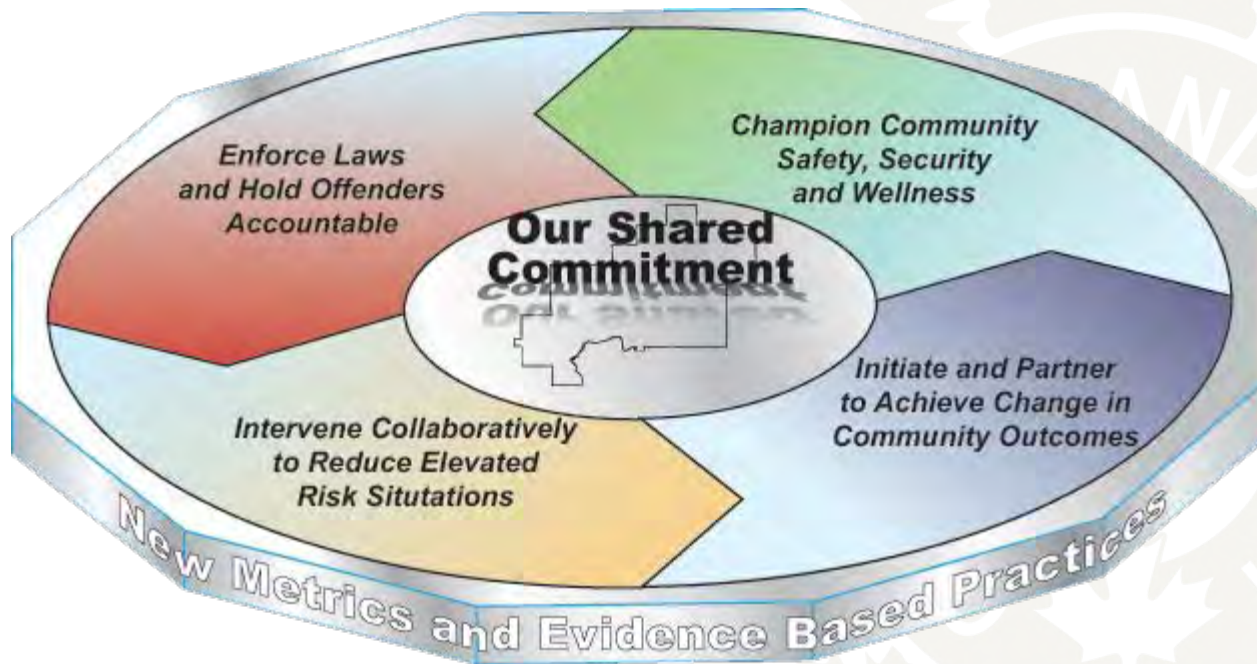 Enforce Laws
and Hold Offenders
Accountable
Champion Community
Safety, Security
and Wellness
Our Shared
Commitment
Initiate and Partner
to Achieve Change in
Community Outcomes
Intervene Collaboratively
to Reduce Elevated
Risk Situtations
New Metrics and Evidence Based Practices